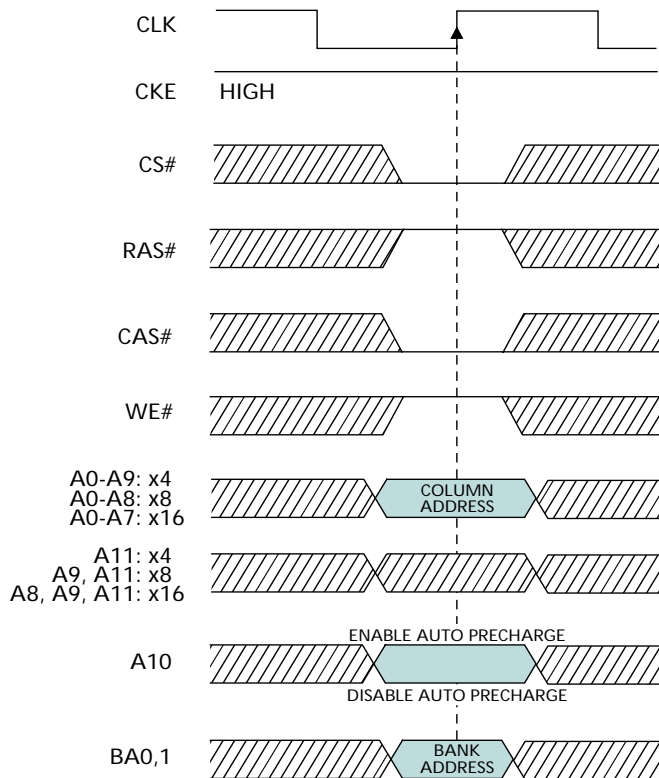 CLK
CKE HIGH
CS#
RAS#
CAS#
WE#
A0-A9: x4
A0-A8: x8
A0-A7: x16
COLUMN
ADDRESS
A11: x4
A9, A11: x8
A8, A9, A11: x16
ENABLE AUTO PRECHARGE
A10
DISABLE AUTO PRECHARGE
BA0,1
BANK
ADDRESS